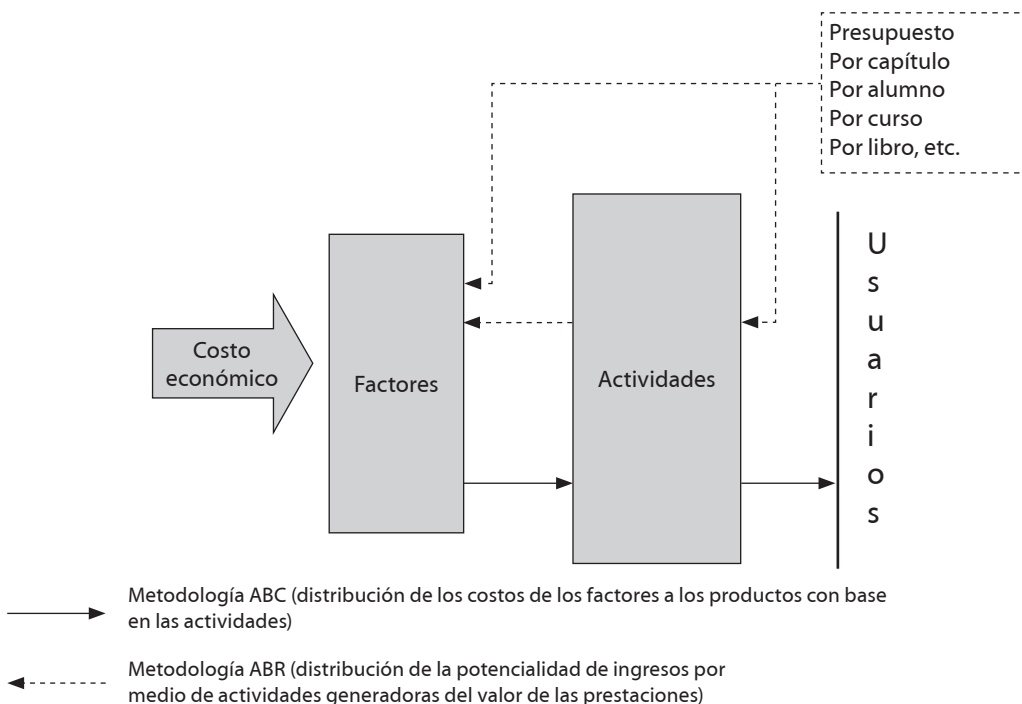 Presupuesto
Por capítulo
Por alumno
Por curso
Por libro, etc.
Costo
económico
Factores
Actividades
Usuarios
Metodología ABC (distribución de los costos de los factores a los productos con base
en las actividades)
Metodología ABR (distribución de la potencialidad de ingresos por
medio de actividades generadoras del valor de las prestaciones)